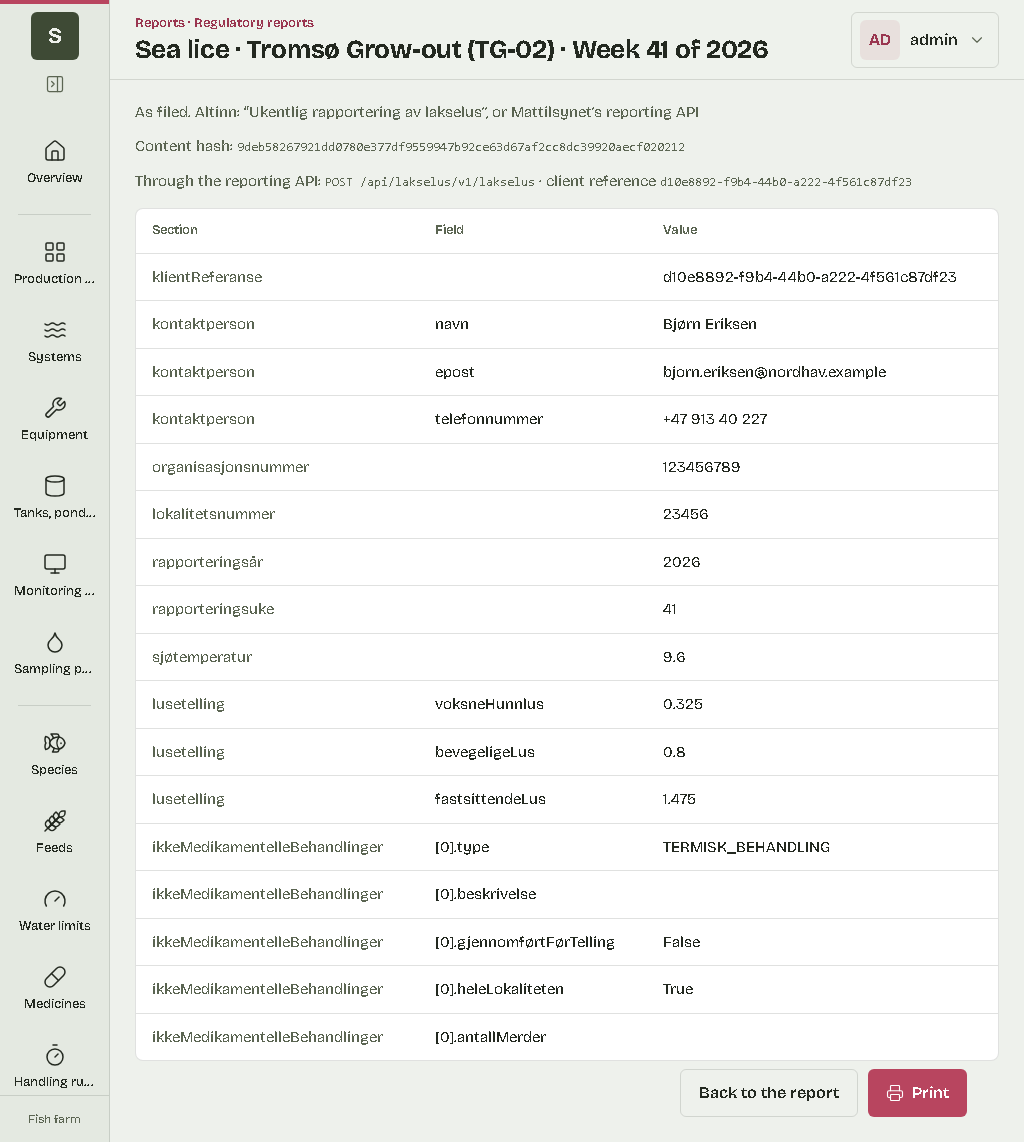 S
Overview
Production ...
Systems
Equipment
Tanks, pond...
Monitoring ...
Sampling p...
Species
Feeds
Water limits
Medicines
Handling ru...
Fish farm
Reports · Regulatory reports
Sea lice · Tromsø Grow-out (TG-02) · Week 41 of 2026
AD admin
As filed. Altinn: “Ukentlig rapportering av lakselus”, or Mattilsynet’s reporting API
Content hash: 9deb58267921dd0780e377df9559947b92ce63d67af2cc8dc39920aecf020212
Through the reporting API: POST /api/lakselus/v1/lakselus · client reference d10e8892-f9b4-44b0-a222-4f561c87df23
Section Field Value
klientReferanse d10e8892-f9b4-44b0-a222-4f561c87df23
kontaktperson navn Bjørn Eriksen
kontaktperson epost bjorn.eriksen@nordhav.example
kontaktperson telefonnummer +47 913 40 227
organisasjonsnummer 123456789
lokalitetsnummer 23456
rapporteringsår 2026
rapporteringsuke 41
sjøtemperatur 9.6
lusetelling voksneHunnlus 0.325
lusetelling bevegeligeLus 0.8
lusetelling fastsittendeLus 1.475
ikkeMedikamentelleBehandlinger [0].type TERMISK_BEHANDLING
ikkeMedikamentelleBehandlinger [0].beskrivelse
ikkeMedikamentelleBehandlinger [0].gjennomførtFørTelling False
ikkeMedikamentelleBehandlinger [0].heleLokaliteten True
ikkeMedikamentelleBehandlinger [0].antallMerder
Back to the report
Print